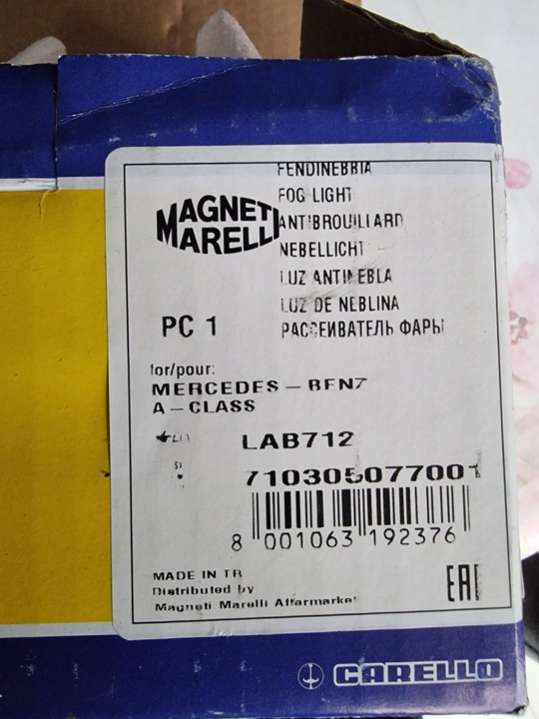 FENDINEBBIA
FOG LIGHT
MAGNETI
MARELLI
ANTIBROUILLARD
NEBELLICHT
LUZ ANTINIEBLA
LUZ DE NEBLINA
PC 1
РАССЕИВАТЕЛЬ ФАРЫ
for/pour:
MERCEDES - BENZ
A - CLASS
LAB712
710305077001
8 001063 192376
MADE IN TR
Distributed by
Magneti Marelli Aftermarket
EAC
CARELLO